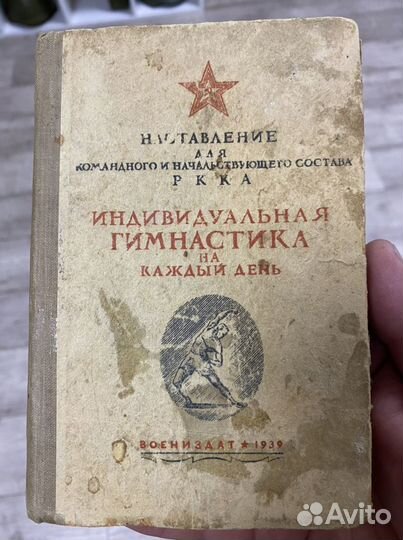 НАСТАВЛЕНИЕ
ДЛЯ
КОМАНДНОГО И НАЧАЛЬСТВУЮЩЕГО СОСТАВА
РККА
ИНДИВИДУАЛЬНАЯ
ГИМНАСТИКА
НА
КАЖДЫЙ ДЕНЬ
ВОЕНИЗДАТ ★ 1939
Avito